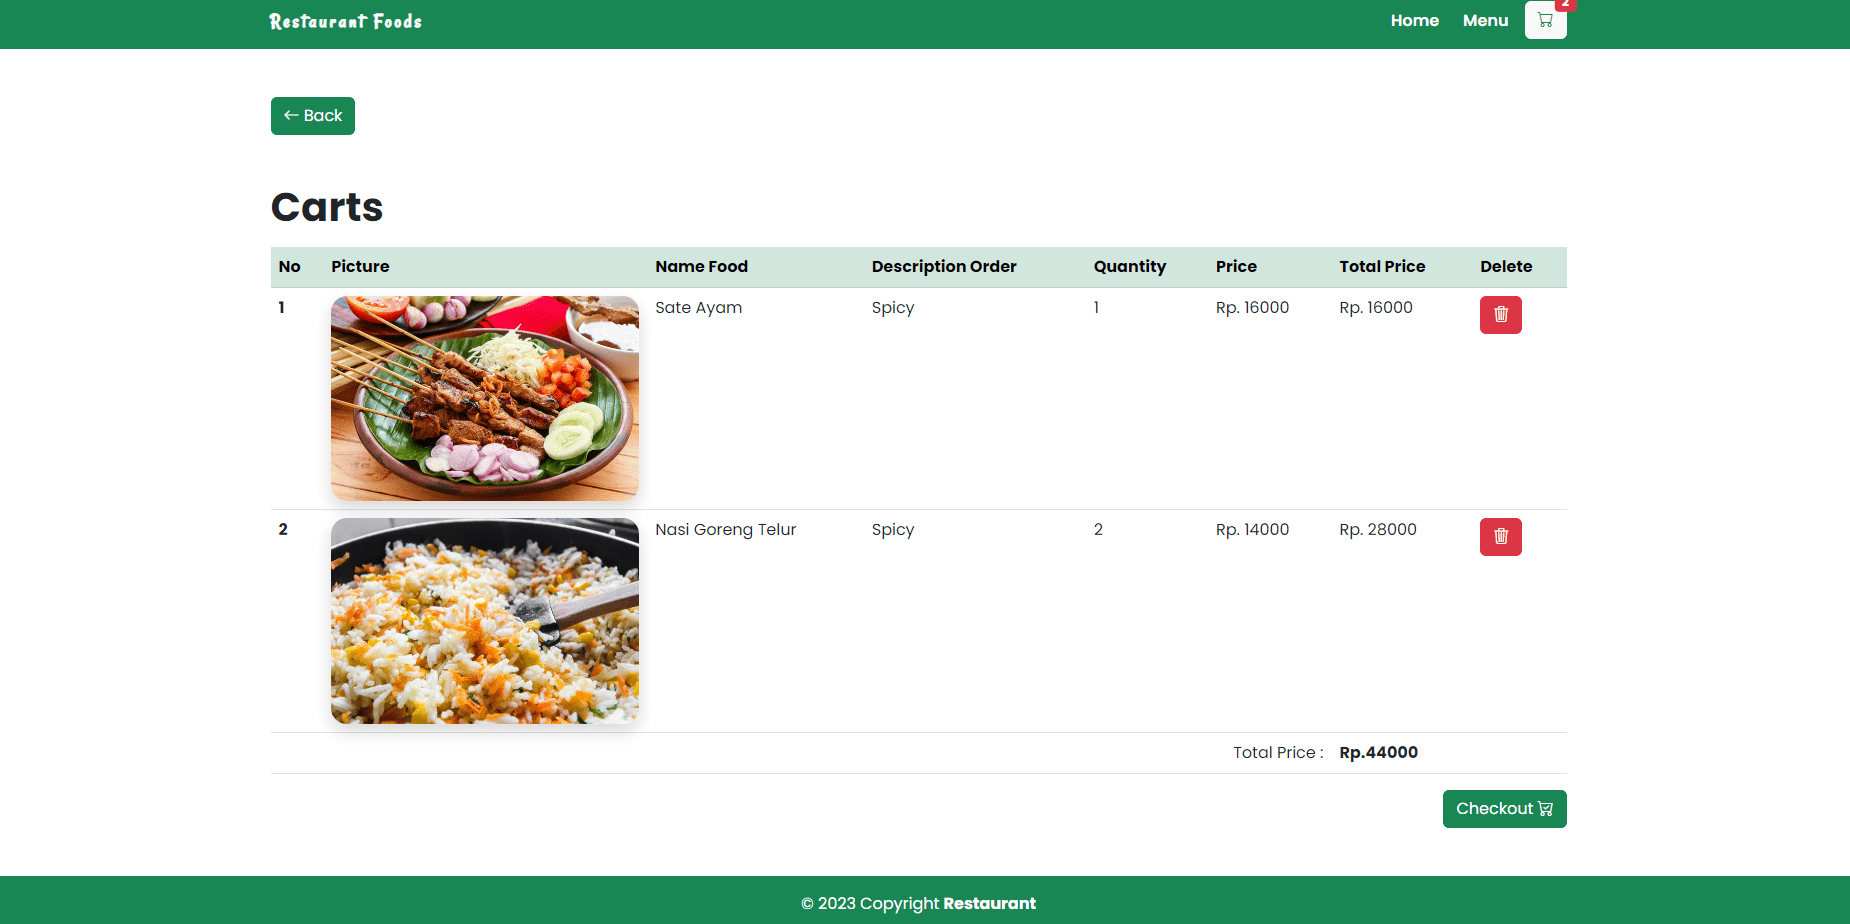 Restaurant Foods
Home Menu 2
← Back
Carts
No Picture Name Food Description Order Quantity Price Total Price Delete
1 Sate Ayam Spicy 1 Rp. 16000 Rp. 16000
2 Nasi Goreng Telur Spicy 2 Rp. 14000 Rp. 28000
Total Price : Rp.44000
Checkout
© 2023 Copyright Restaurant